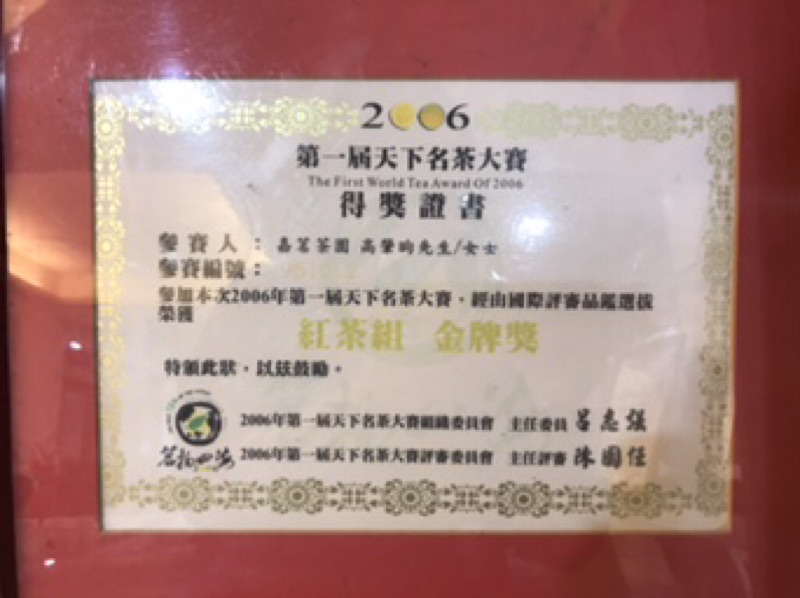 2006
第一屆天下名茶大賽
The First World Tea Award Of 2006
得獎證書
參賽人：嘉茗茶園 高肇昫先生/女士
參賽編號：
參加本次2006年第一屆天下名茶大賽，經由國際評審品鑑選拔
榮獲
紅茶組 金牌獎
特頒此狀，以茲鼓勵。
2006年第一屆天下名茶大賽組織委員會 主任委員 呂志強
2006年第一屆天下名茶大賽評審委員會 主任評審 陳國任